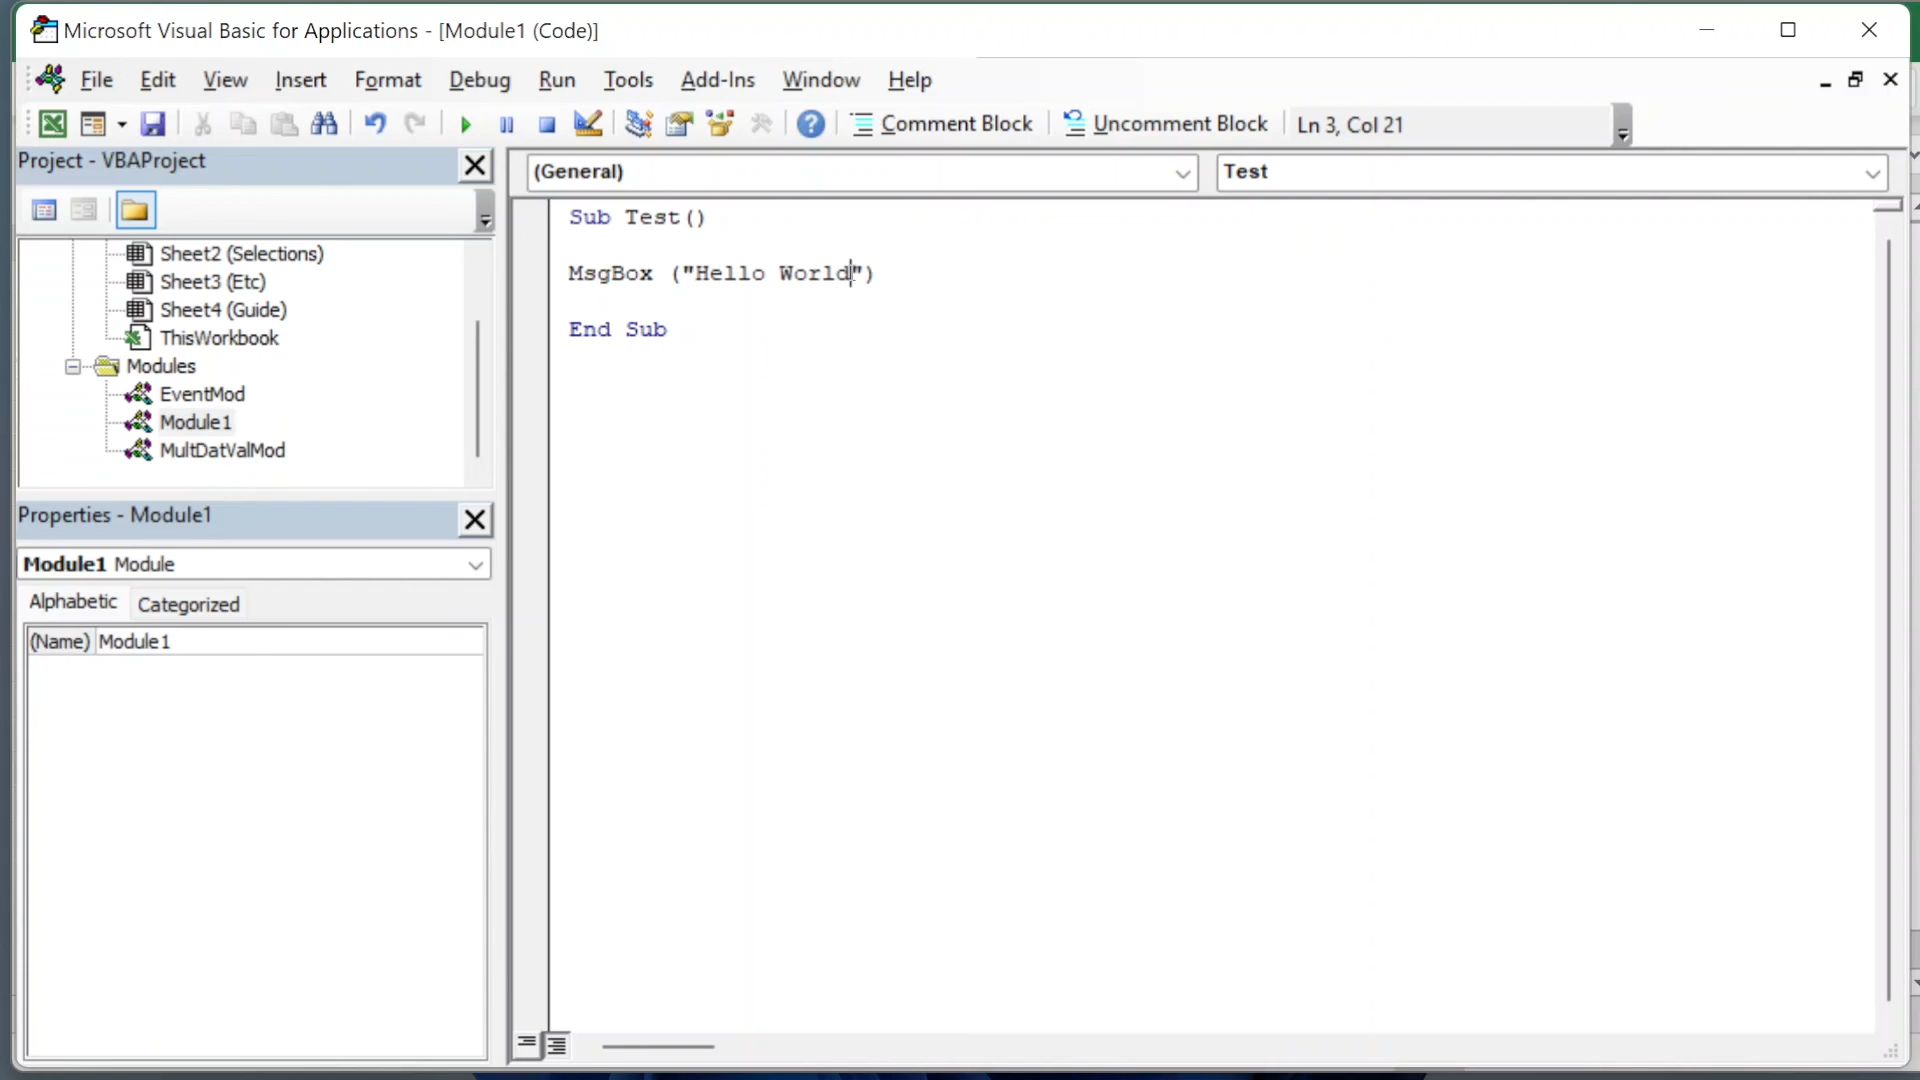 Microsoft Visual Basic for Applications - [Module1 (Code)]
File Edit View Insert Format Debug Run Tools Add-Ins Window Help
Comment Block Uncomment Block Ln 3, Col 21
Project - VBAProject
(General) Test
Sheet2 (Selections)
Sheet3 (Etc)
Sheet4 (Guide)
ThisWorkbook
Modules
EventMod
Module1
MultDatValMod
Properties - Module1
Module1 Module
Alphabetic Categorized
(Name) Module1
Sub Test()
MsgBox ("Hello World")
End Sub